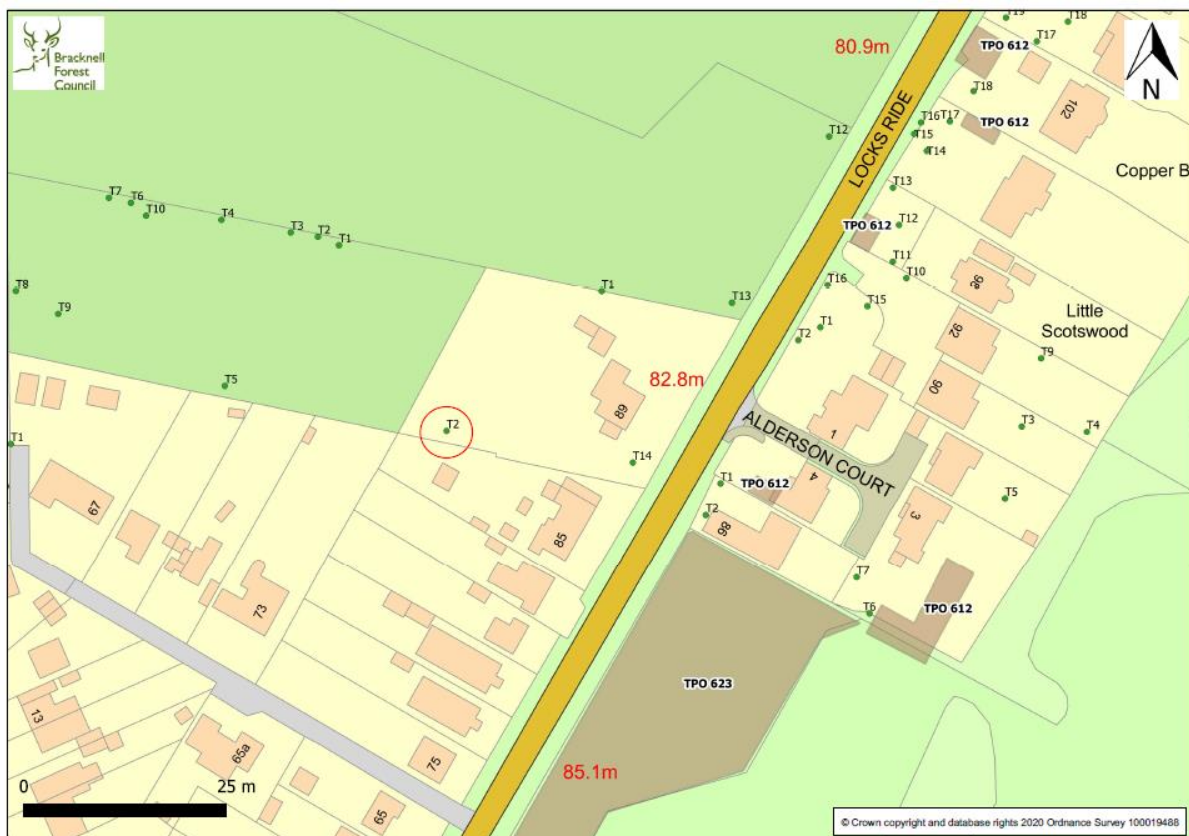 Bracknell
Forest
Council
80.9m
T19
T18
T17
TPO 612
N
T18
102
T12
T16
T17
TPO 612
T15
T14
LOCKS RIDE
Copper B
T13
T7
T6
T10
T4
T3
T2
T1
TPO 612
T12
T11
T10
96
T8
T9
T1
T13
T16
T15
T1
T2
Little
Scotswood
92
T9
82.8m
89
90
T5
T2
T3
T4
1
ALDERSON COURT
T1
T14
T1
TPO 612
4
T5
67
85
T2
98
3
73
T7
T6
TPO 612
TPO 623
13
65a
75
85.1m
0
25 m
65
© Crown copyright and database rights 2020 Ordnance Survey 100019488